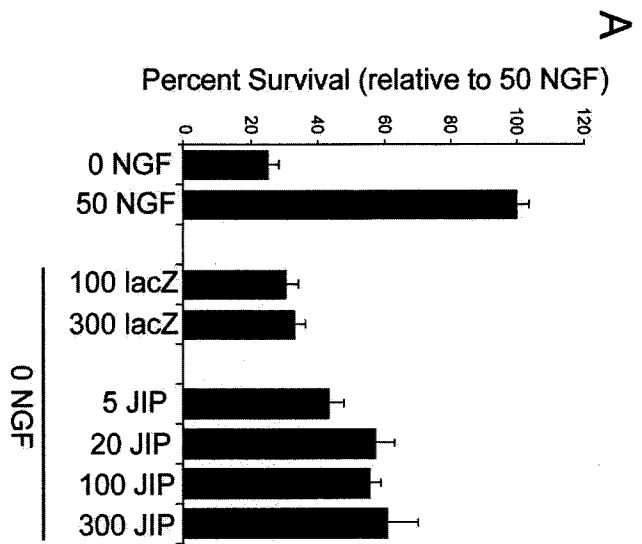 A
Percent Survival (relative to 50 NGF)
0 20 40 60 80 100 120
0 NGF
50 NGF
100 lacZ
300 lacZ
5 JIP
20 JIP
100 JIP
300 JIP
0 NGF